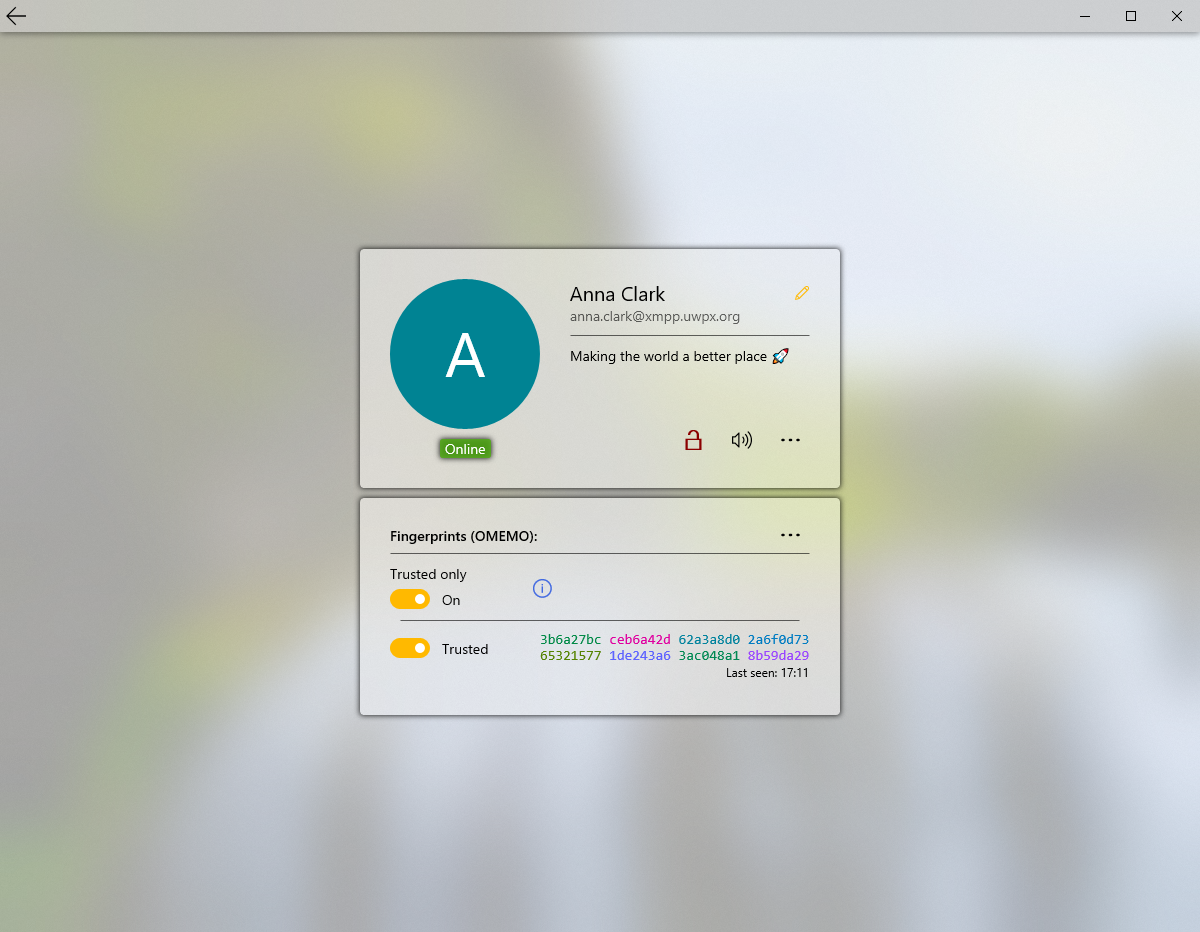 A
Online
Anna Clark
anna.clark@xmpp.uwpx.org
Making the world a better place 🚀
Fingerprints (OMEMO):
Trusted only
On
Trusted
3b6a27bc ceb6a42d 62a3a8d0 2a6f0d73
65321577 1de243a6 3ac048a1 8b59da29
Last seen: 17:11